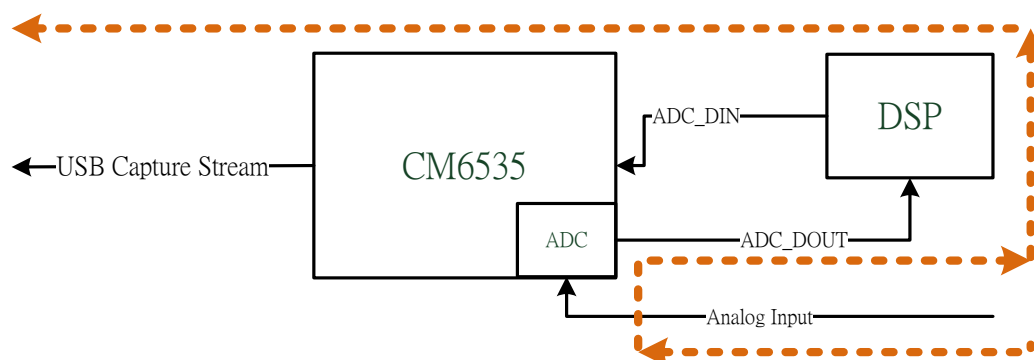 ADC_DIN
DSP
USB Capture Stream
CM6535
ADC
ADC_DOUT
Analog Input